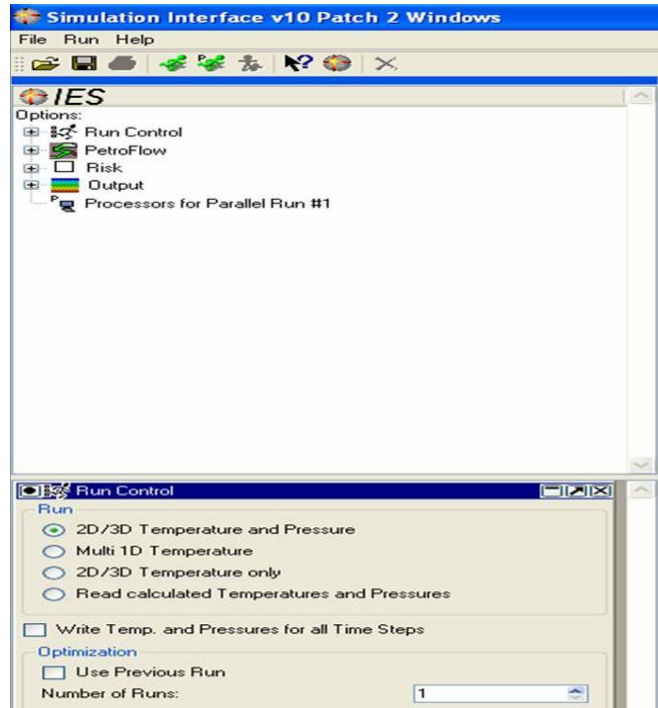 Simulation Interface v10 Patch 2 Windows
File Run Help
IES
Options:
Run Control
PetroFlow
Risk
Output
Processors for Parallel Run #1
Run Control
Run
2D/3D Temperature and Pressure
Multi 1D Temperature
2D/3D Temperature only
Read calculated Temperatures and Pressures
Write Temp. and Pressures for all Time Steps
Optimization
Use Previous Run
Number of Runs: 1